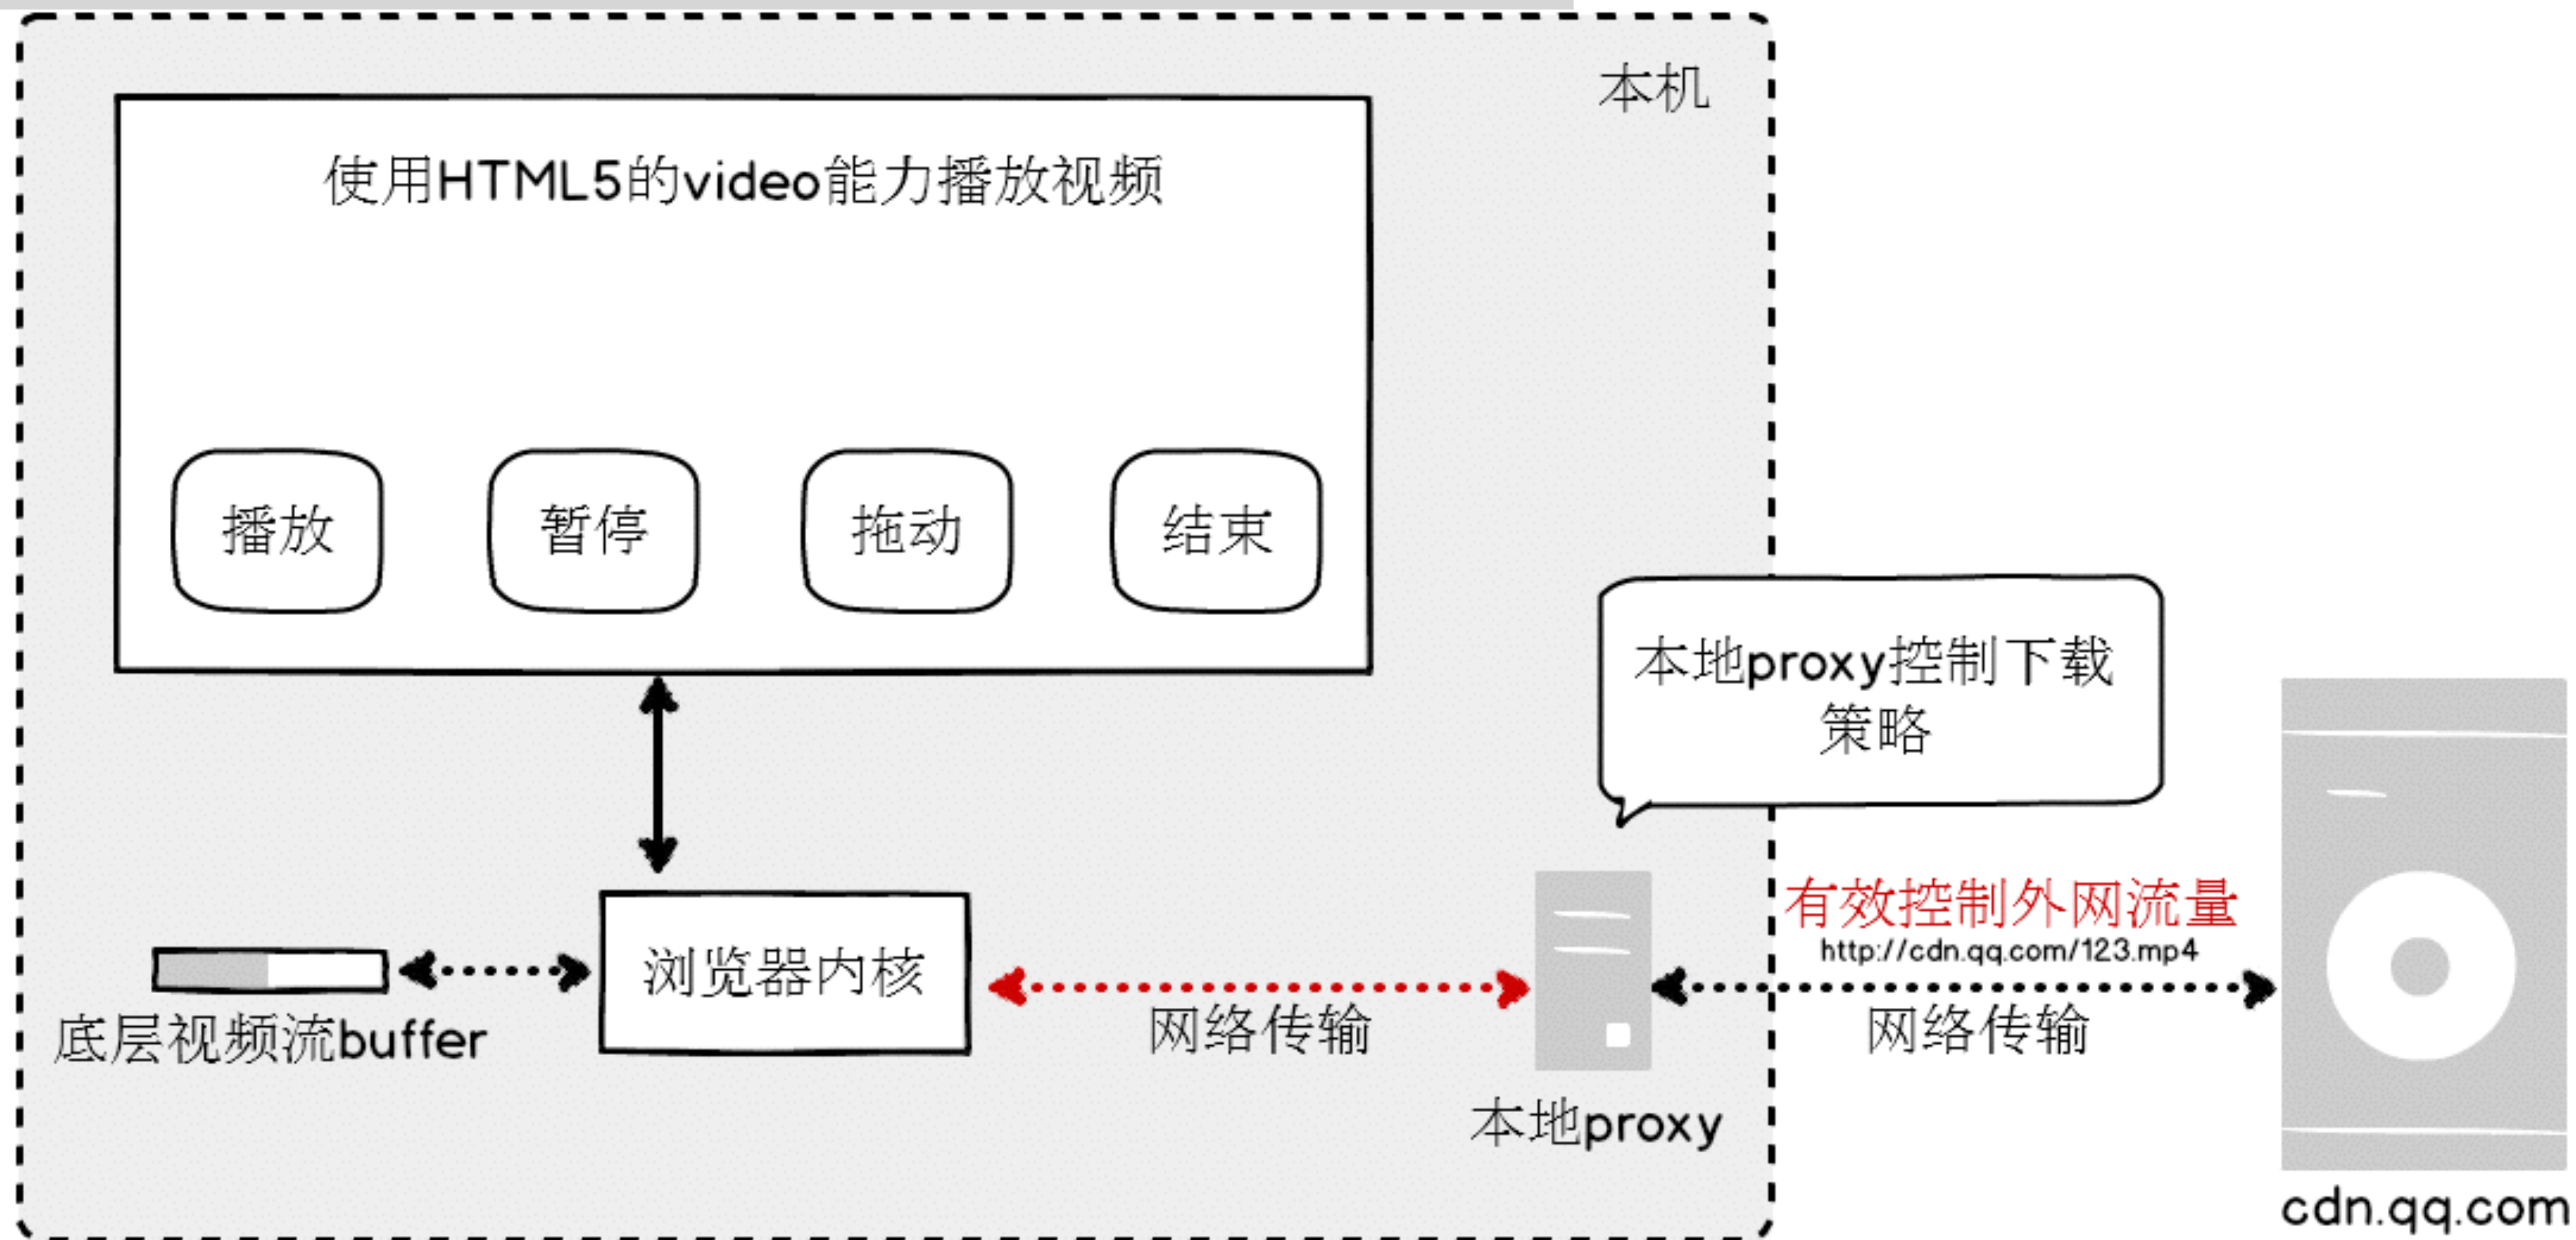 本机
使用HTML5的video能力播放视频
播放
暂停
拖动
结束
本地proxy控制下载
策略
有效控制外网流量
http://cdn.qq.com/123.mp4
浏览器内核
网络传输
网络传输
底层视频流buffer
本地proxy
cdn.qq.com